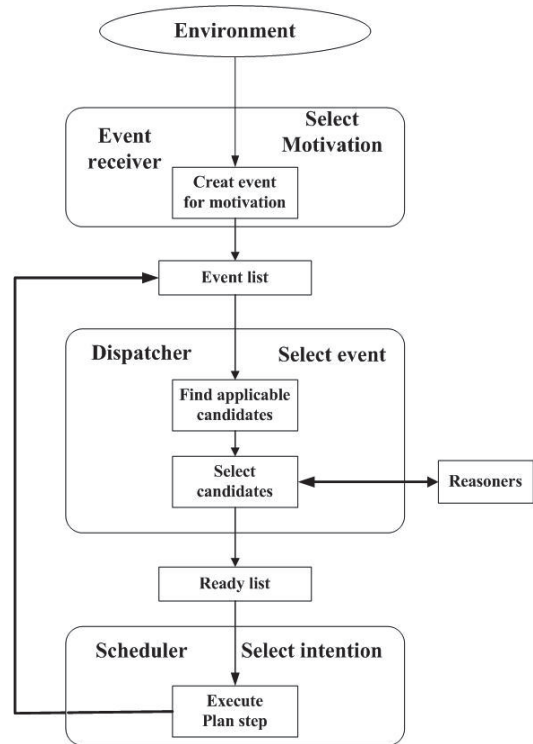 Environment
Select
Motivation
Event
receiver
Creat event
for motivation
Event list
Dispatcher
Select event
Find applicable
candidates
Select
candidates
Reasoners
Ready list
Scheduler
Select intention
Execute
Plan step